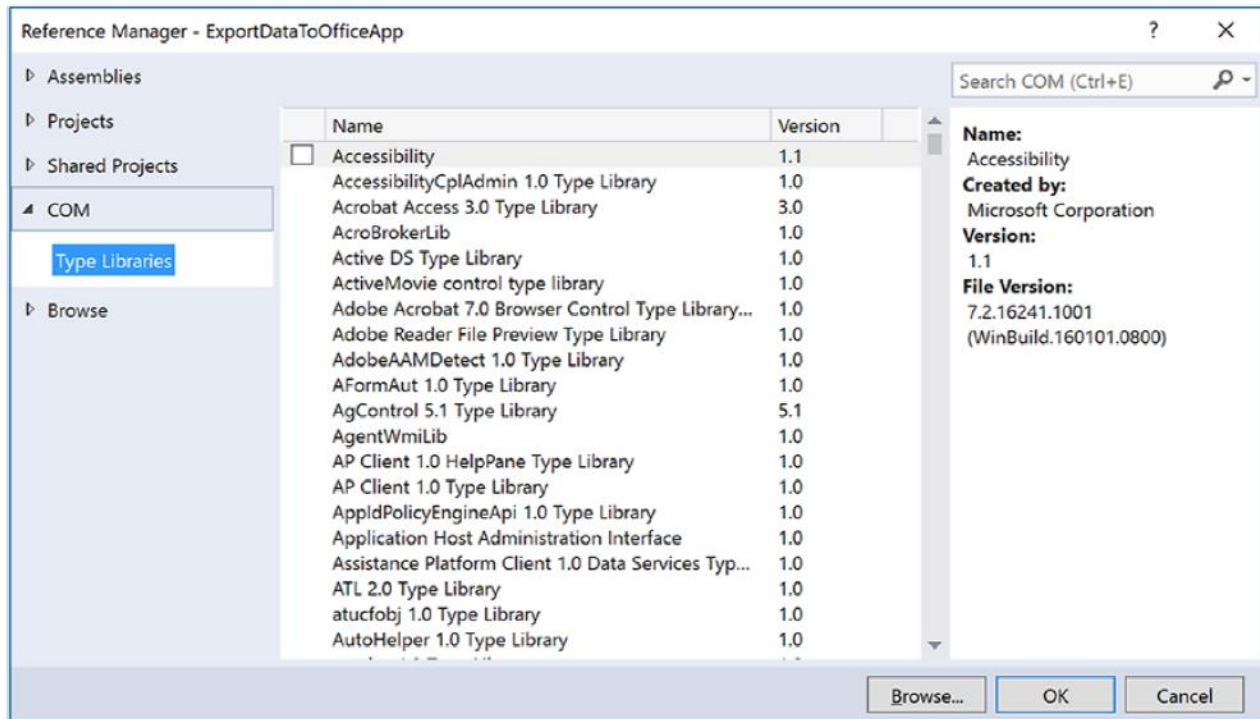 Reference Manager - ExportDataToOfficeApp
?
Assemblies
Projects
Shared Projects
COM
Type Libraries
Browse
Name Version
Accessibility 1.1
AccessibilityCplAdmin 1.0 Type Library 1.0
Acrobat Access 3.0 Type Library 3.0
AcroBrokerLib 1.0
Active DS Type Library 1.0
ActiveMovie control type library 1.0
Adobe Acrobat 7.0 Browser Control Type Library... 1.0
Adobe Reader File Preview Type Library 1.0
AdobeAAMDetect 1.0 Type Library 1.0
AFormAut 1.0 Type Library 1.0
AgControl 5.1 Type Library 5.1
AgentWmiLib 1.0
AP Client 1.0 HelpPane Type Library 1.0
AP Client 1.0 Type Library 1.0
AppIdPolicyEngineApi 1.0 Type Library 1.0
Application Host Administration Interface 1.0
Assistance Platform Client 1.0 Data Services Typ... 1.0
ATL 2.0 Type Library 1.0
atucfobj 1.0 Type Library 1.0
AutoHelper 1.0 Type Library 1.0
Search COM (Ctrl+E)
Name:
Accessibility
Created by:
Microsoft Corporation
Version:
1.1
File Version:
7.2.16241.1001
(WinBuild.160101.0800)
Browse... OK Cancel